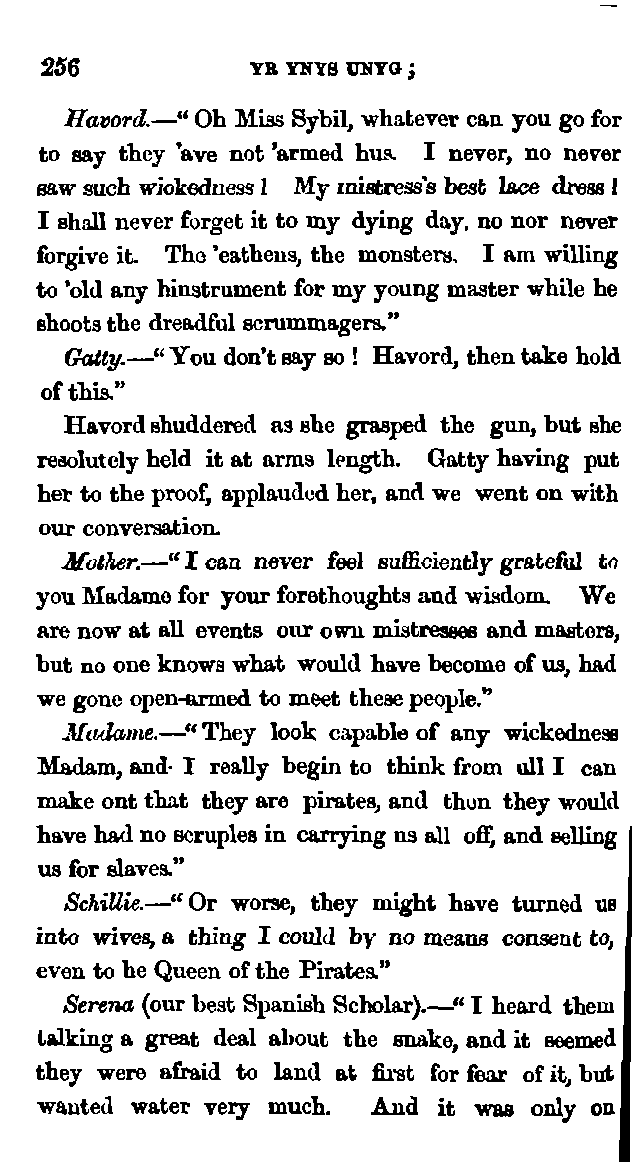 256 YR YNYS UNYG;
Havord.—“Oh Miss Sybil, whatever can you go for
to say they 'ave not 'armed hus. I never, no never
saw such wickedness! My mistress's best lace dress!
I shall never forget it to my dying day, no nor never
forgive it. The 'eathens, the monsters. I am willing
to 'old any hinstrument for my young master while he
shoots the dreadful scrummagers.”
Gatty.—“You don't say so! Havord, then take hold
of this.”
Havord shuddered as she grasped the gun, but she
resolutely held it at arms length. Gatty having put
her to the proof, applauded her, and we went on with
our conversation.
Mother.—“I can never feel sufficiently grateful to
you Madame for your forethoughts and wisdom. We
are now at all events our own mistresses and masters,
but no one knows what would have become of us, had
we gone open-armed to meet these people.”
Madame.—“They look capable of any wickedness
Madam, and I really begin to think from all I can
make out that they are pirates, and then they would
have had no scruples in carrying us all off, and selling
us for slaves.”
Schillie.—“Or worse, they might have turned us
into wives, a thing I could by no means consent to,
even to be Queen of the Pirates.”
Serena (our best Spanish Scholar).—“I heard them
talking a great deal about the snake, and it seemed
they were afraid to land at first for fear of it, but
wanted water very much. And it was only on